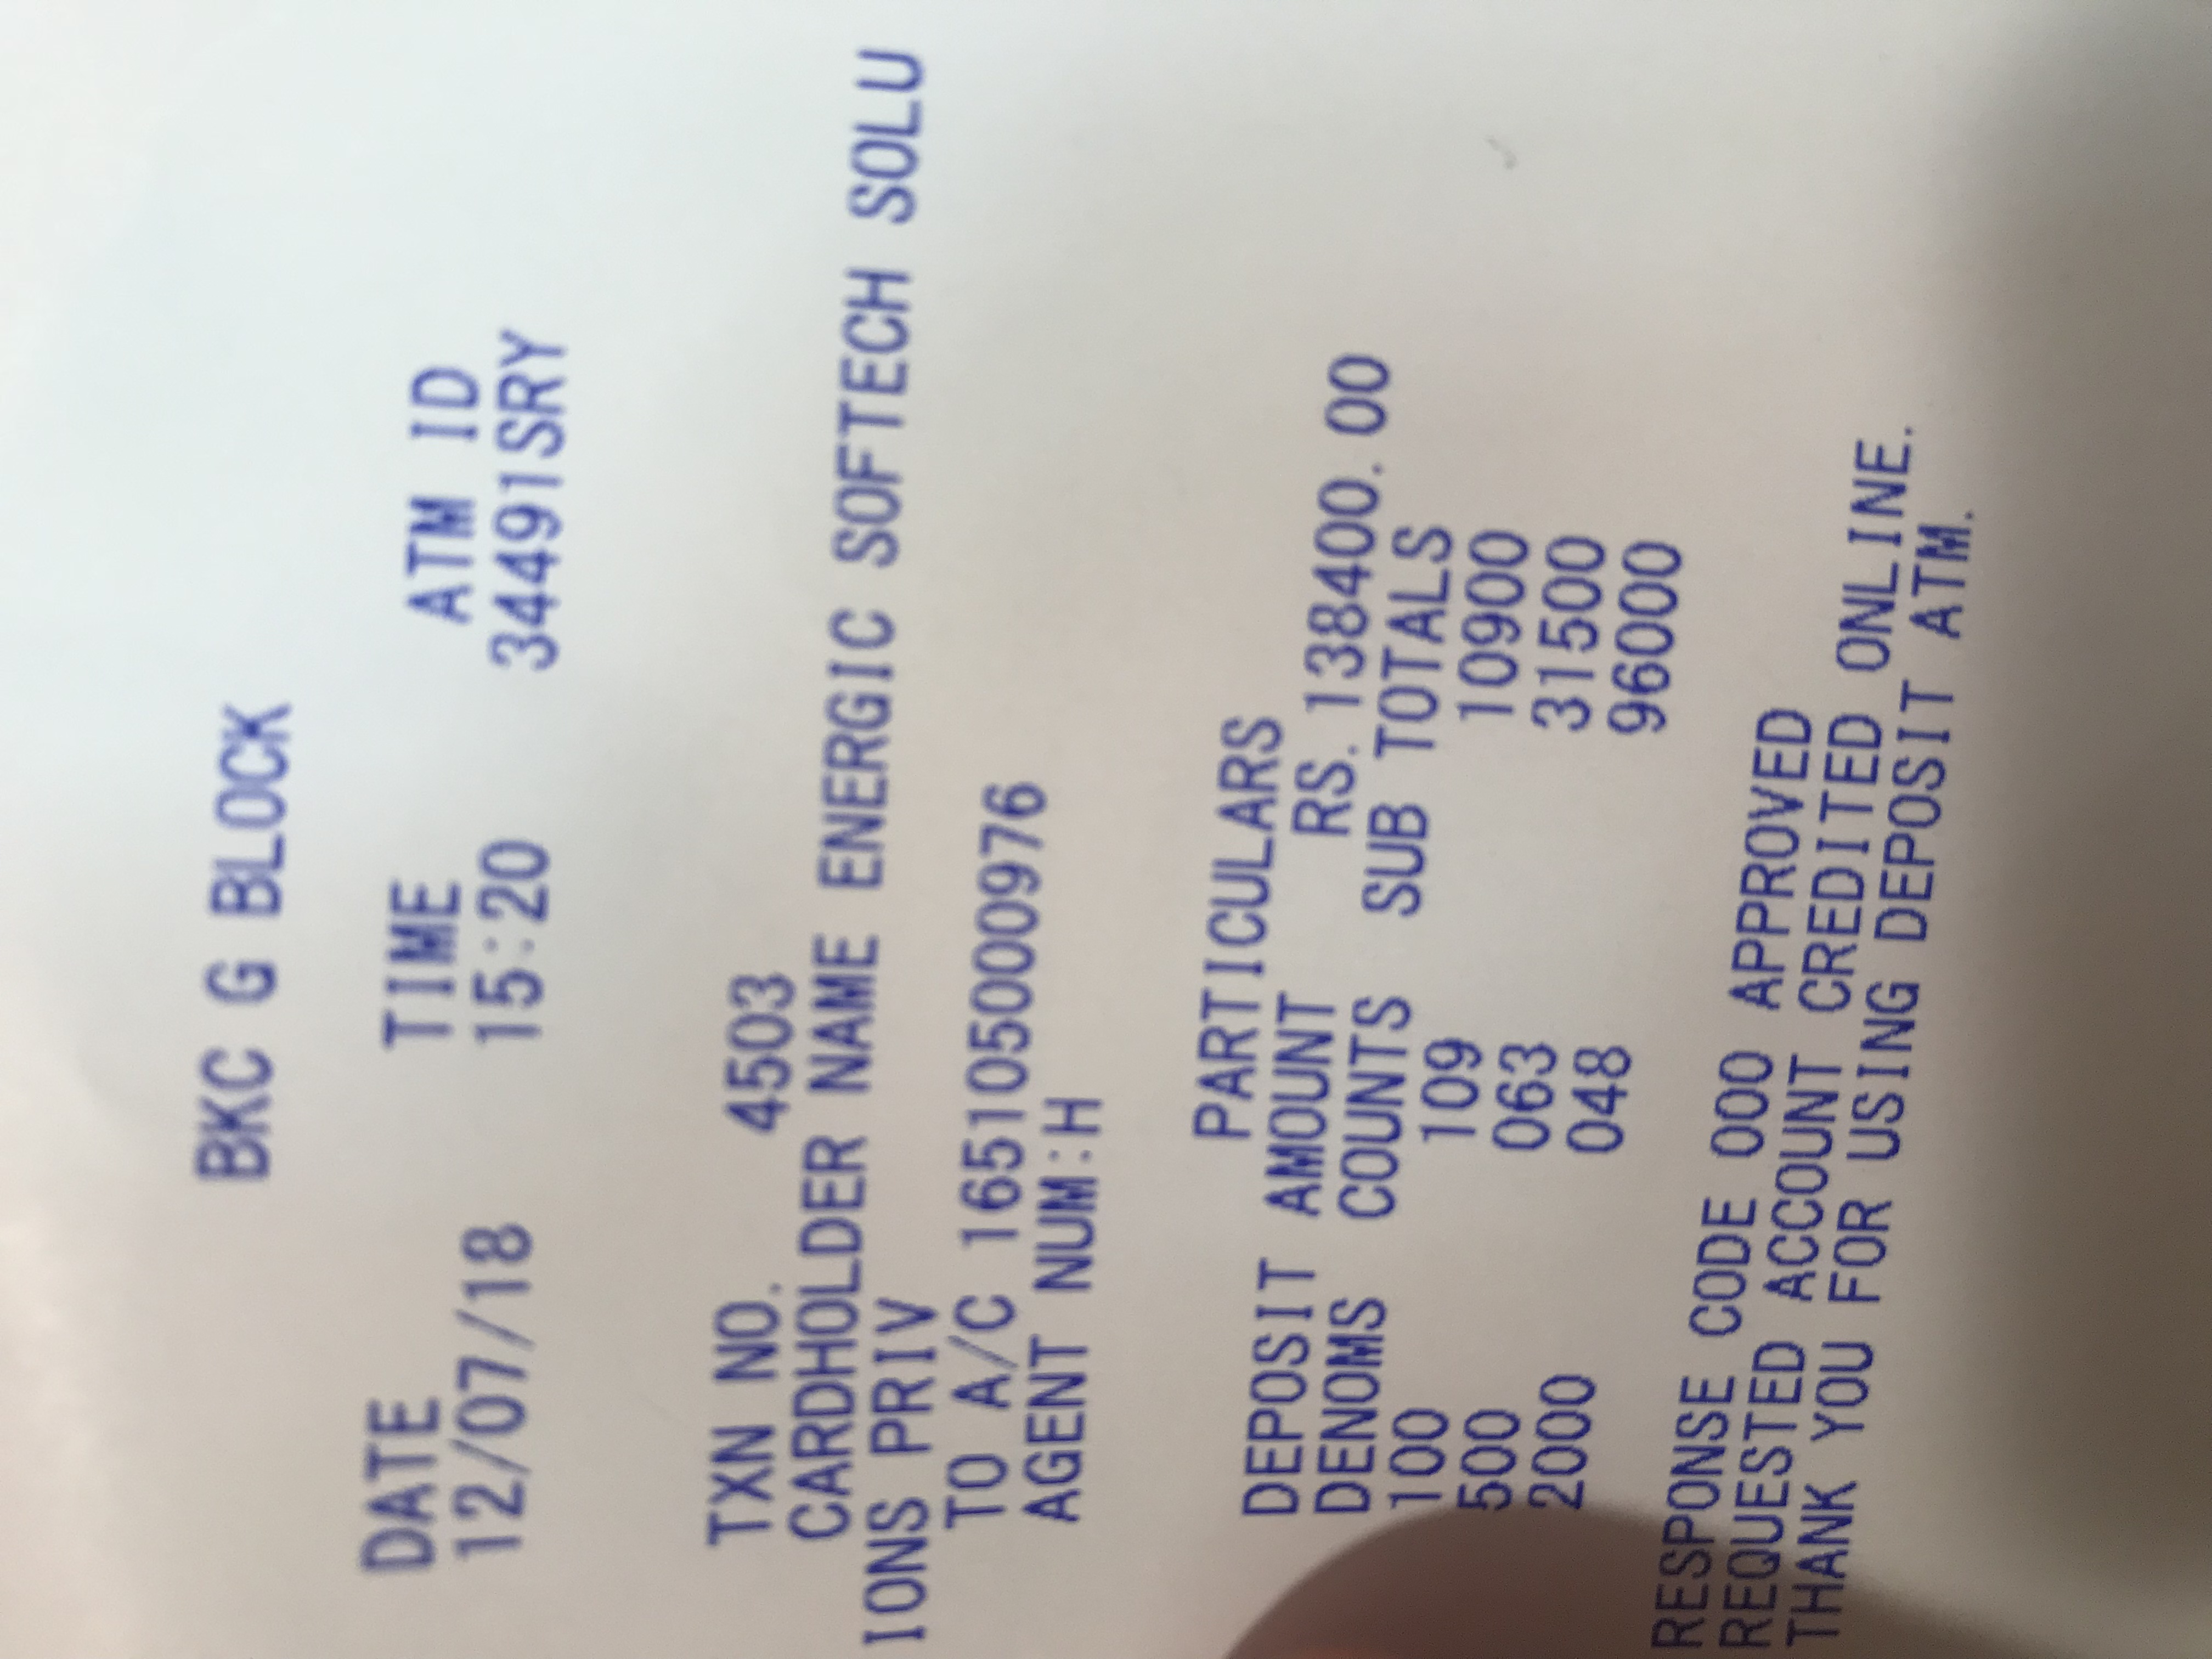 BKC G BLOCK
DATE TIME ATM ID
12/07/18 15:20 34491SRY
TXN NO. 4503
CARDHOLDER NAME ENERGIC SOFTECH SOLU
IONS PRIV
TO A/C 165105000976
AGENT NUM:H
PARTICULARS
DEPOSIT AMOUNT RS.138400.00
DENOMS COUNTS SUB TOTALS
100 109 10900
500 063 31500
2000 048 96000
RESPONSE CODE 000 APPROVED
REQUESTED ACCOUNT CREDITED ONLINE.
THANK YOU FOR USING DEPOSIT ATM.